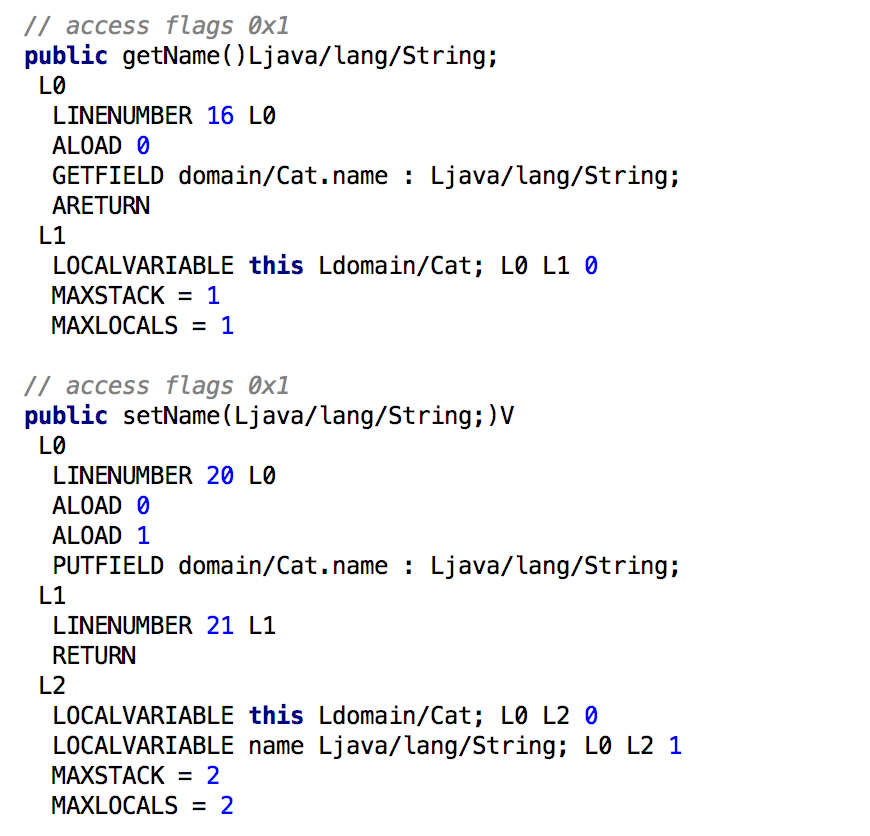 // access flags 0x1
public getName()Ljava/lang/String;
L0
LINENUMBER 16 L0
ALOAD 0
GETFIELD domain/Cat.name : Ljava/lang/String;
ARETURN
L1
LOCALVARIABLE this Ldomain/Cat; L0 L1 0
MAXSTACK = 1
MAXLOCALS = 1
// access flags 0x1
public setName(Ljava/lang/String;)V
L0
LINENUMBER 20 L0
ALOAD 0
ALOAD 1
PUTFIELD domain/Cat.name : Ljava/lang/String;
L1
LINENUMBER 21 L1
RETURN
L2
LOCALVARIABLE this Ldomain/Cat; L0 L2 0
LOCALVARIABLE name Ljava/lang/String; L0 L2 1
MAXSTACK = 2
MAXLOCALS = 2